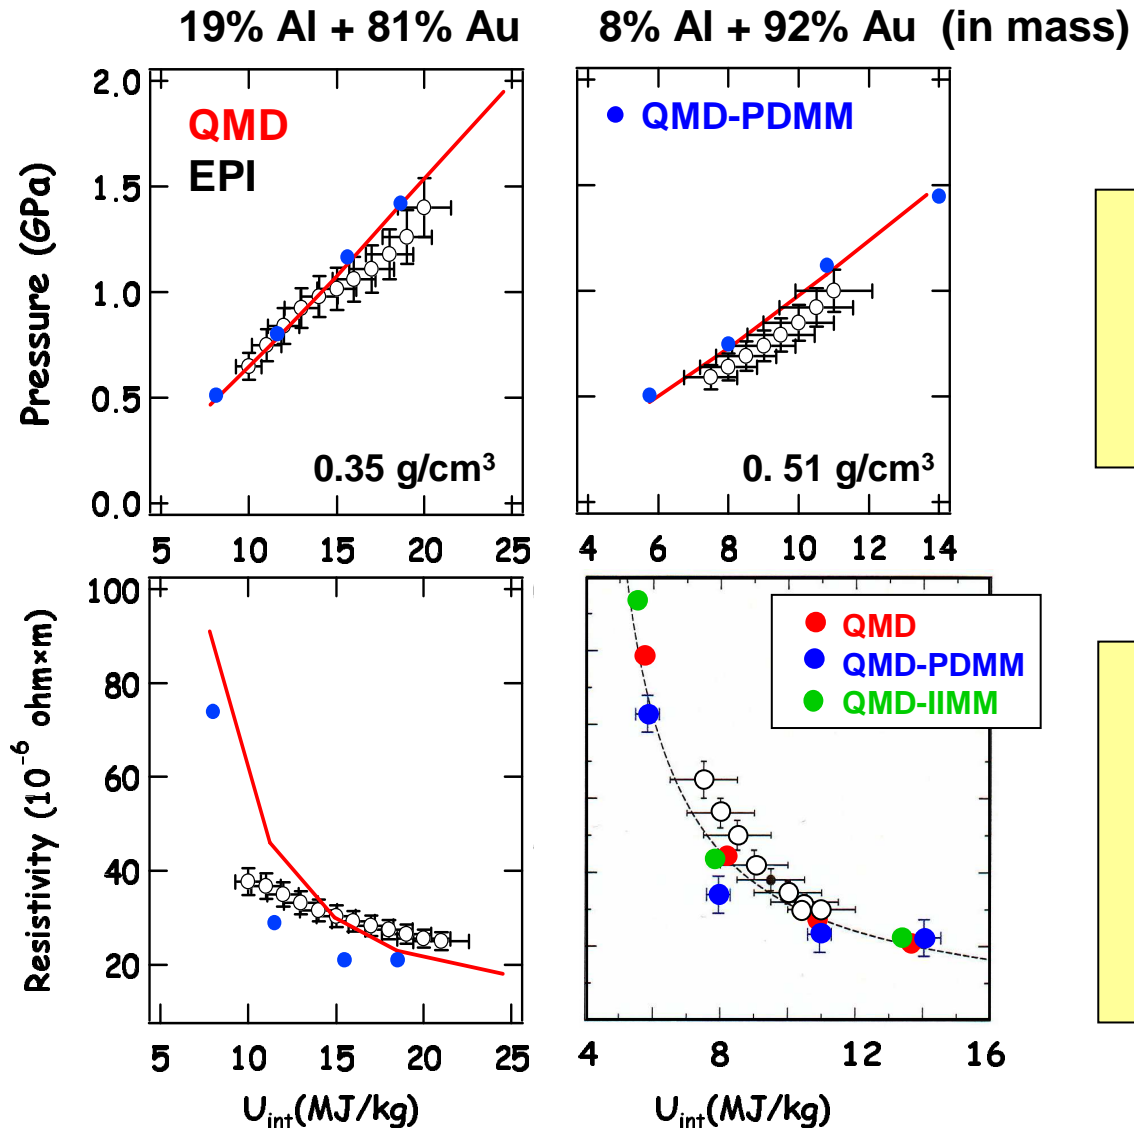 19% Al + 81% Au
8% Al + 92% Au (in mass)
2.0
1.5
1.0
0.5
0.0
Pressure (GPa)
QMD
EPI
0.35 g/cm³
5 10 15 20 25
QMD-PDMM
0. 51 g/cm³
4 6 8 10 12 14
100
80
60
40
20
Resistivity (10⁻⁶ ohm×m)
5 10 15 20 25
U_int(MJ/kg)
QMD
QMD-PDMM
QMD-IIMM
4 8 12 16
U_int(MJ/kg)